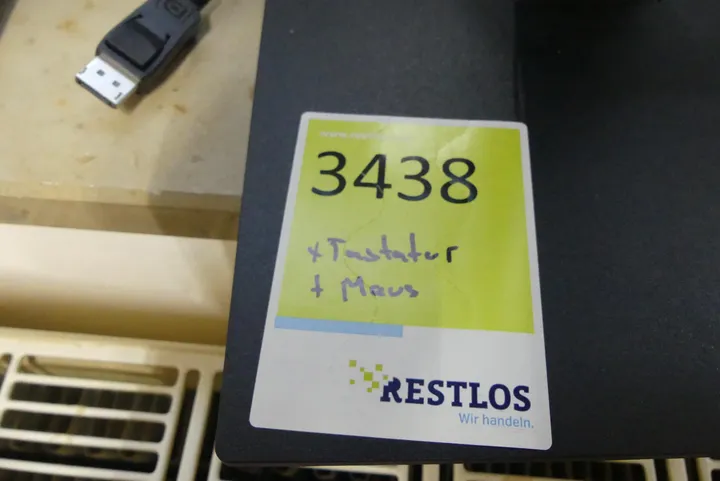 3438
+ Tastatur
+ Maus
RESTLOS
Wir handeln.